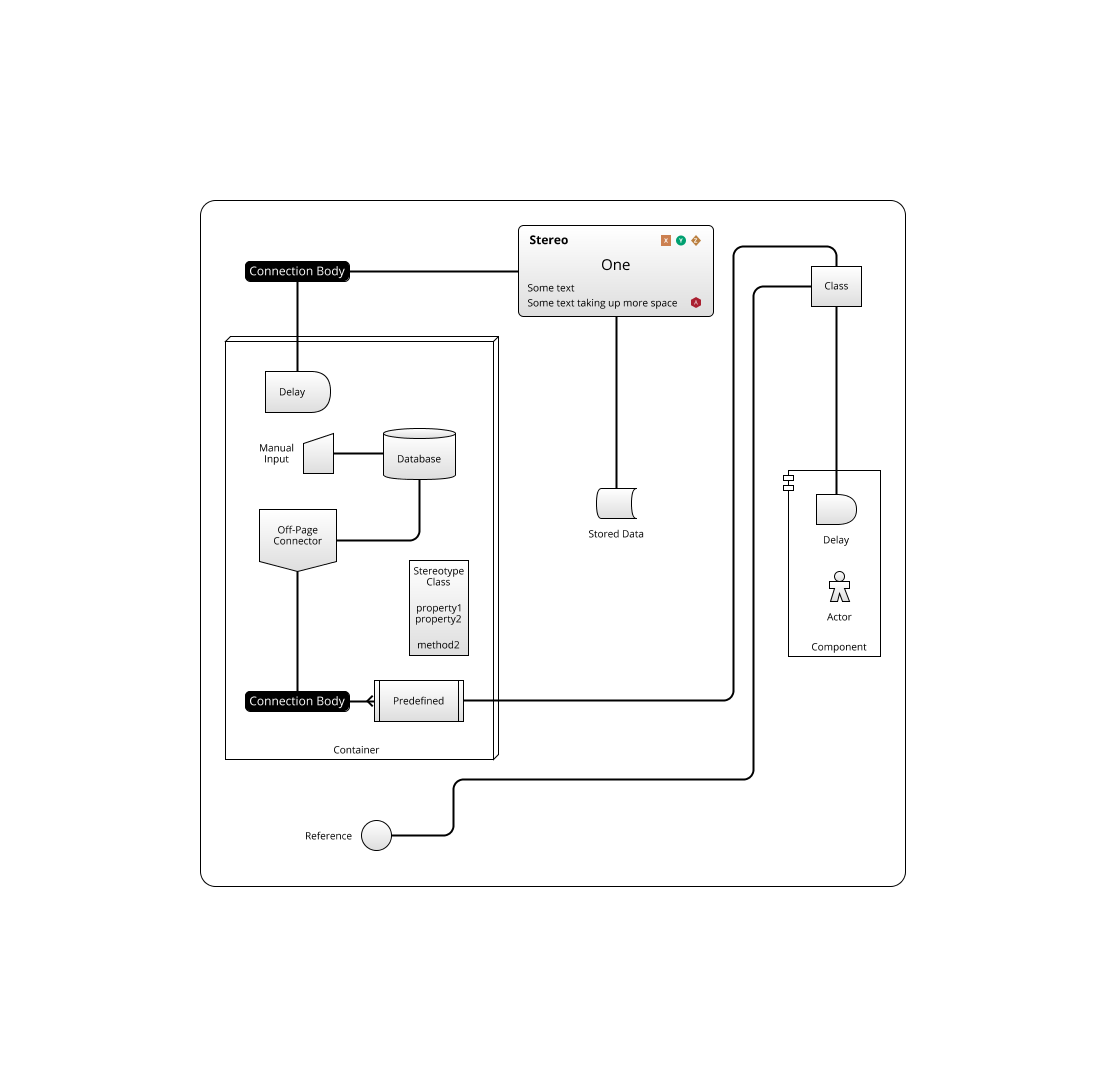 Stereo
X
Y
Z
One
Some text
Some text taking up more space
A
Connection Body
Class
Delay
Manual
Input
Database
Off-Page
Connector
Stereotype
Class
property1
property2
method2
Connection Body
Predefined
Container
Stored Data
Delay
Actor
Component
Reference